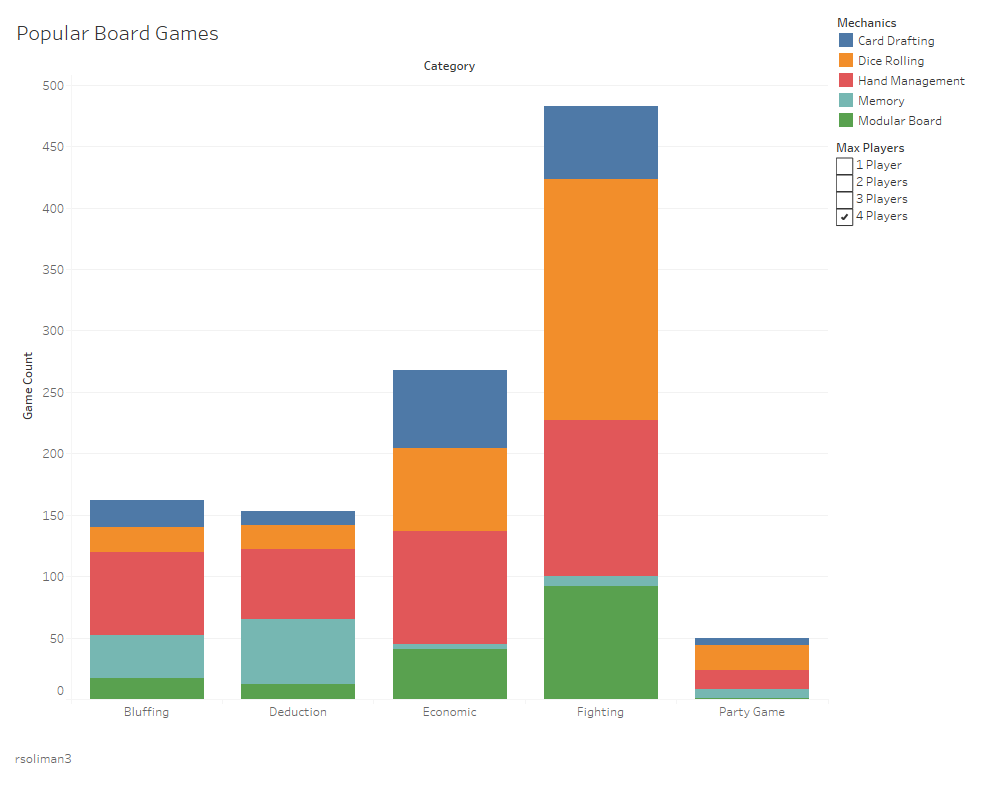 Popular Board Games
Category
Game Count
500
450
400
350
300
250
200
150
100
50
0
Bluffing
Deduction
Economic
Fighting
Party Game
Mechanics
Card Drafting
Dice Rolling
Hand Management
Memory
Modular Board
Max Players
1 Player
2 Players
3 Players
4 Players
rsoliman3